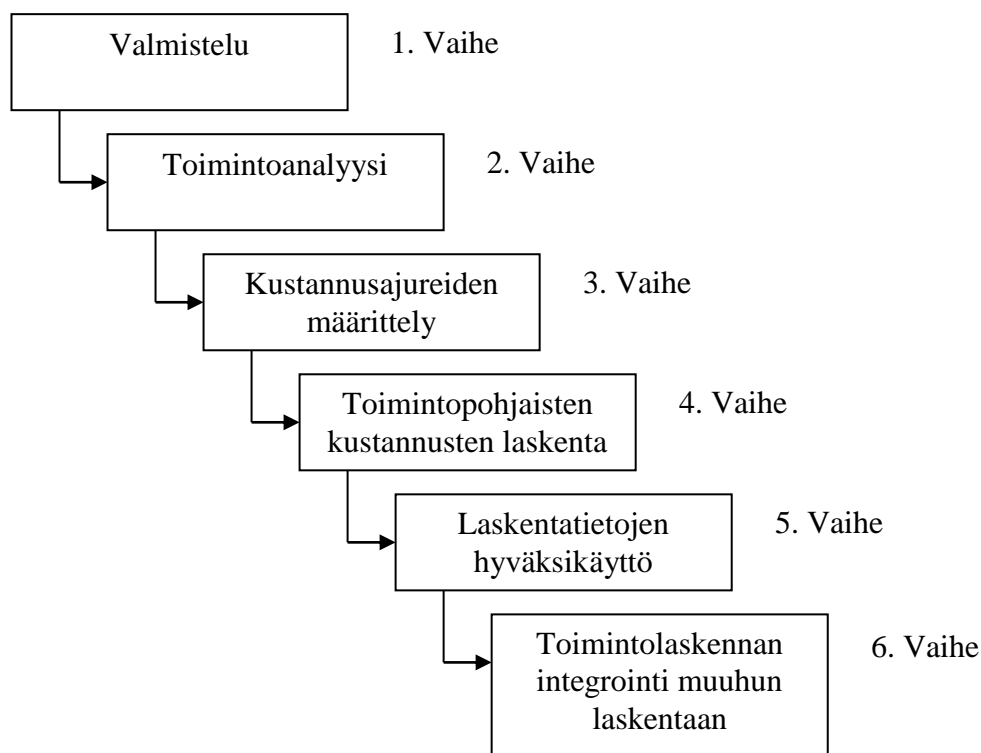 Valmistelu
1. Vaihe
Toimintoanalyysi
2. Vaihe
Kustannusajureiden
määrittely
3. Vaihe
Toimintopohjaisten
kustannusten laskenta
4. Vaihe
Laskentatietojen
hyväksikäyttö
5. Vaihe
Toimintolaskennan
integrointi muuhun
laskentaan
6. Vaihe